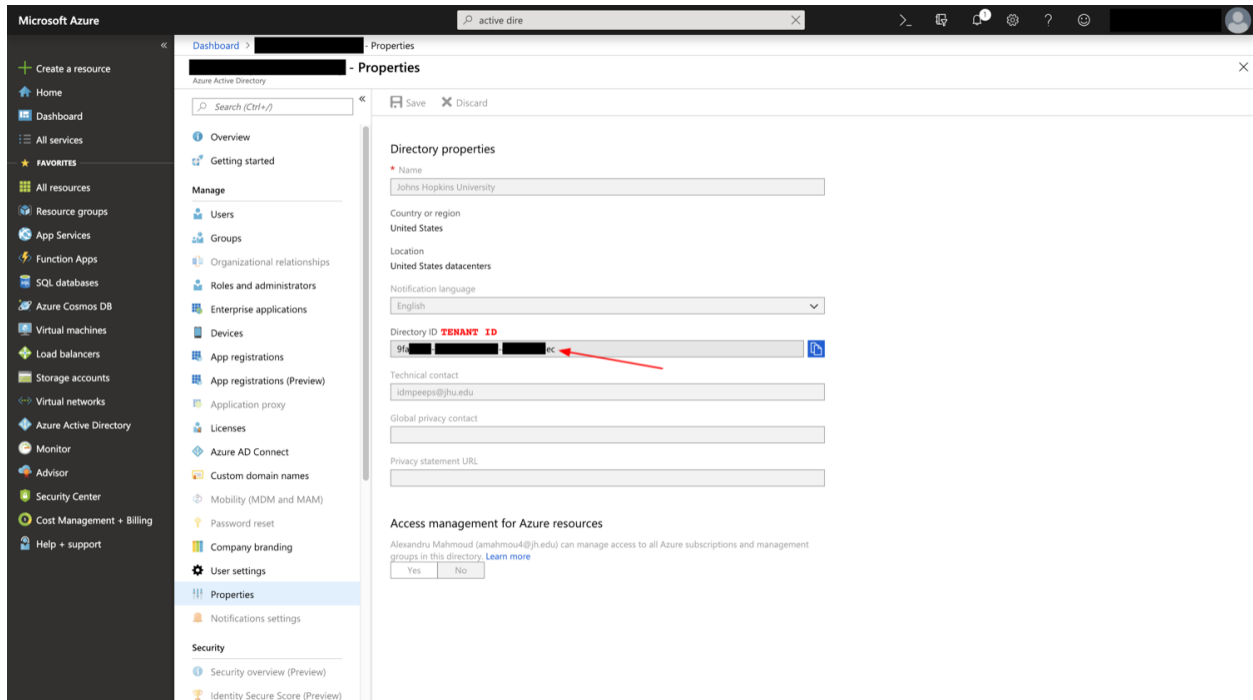 Microsoft Azure
active dire
1
Create a resource
Home
Dashboard
All services
FAVORITES
All resources
Resource groups
App Services
Function Apps
SQL databases
Azure Cosmos DB
Virtual machines
Load balancers
Storage accounts
Virtual networks
Azure Active Directory
Monitor
Advisor
Security Center
Cost Management + Billing
Help + support
Dashboard > - Properties
- Properties
Azure Active Directory
Search (Ctrl+/)
Overview
Getting started
Manage
Users
Groups
Organizational relationships
Roles and administrators
Enterprise applications
Devices
App registrations
App registrations (Preview)
Application proxy
Licenses
Azure AD Connect
Custom domain names
Mobility (MDM and MAM)
Password reset
Company branding
User settings
Properties
Notifications settings
Security
Security overview (Preview)
Identity Secure Score (Preview)
Save Discard
Directory properties
* Name
Johns Hopkins University
Country or region
United States
Location
United States datacenters
Notification language
English
Directory ID TENANT ID
9fa - - ec
Technical contact
idmpeeps@jhu.edu
Global privacy contact
Privacy statement URL
Access management for Azure resources
Alexandru Mahmoud (amahmou4@jh.edu) can manage access to all Azure subscriptions and management
groups in this directory. Learn more
Yes No